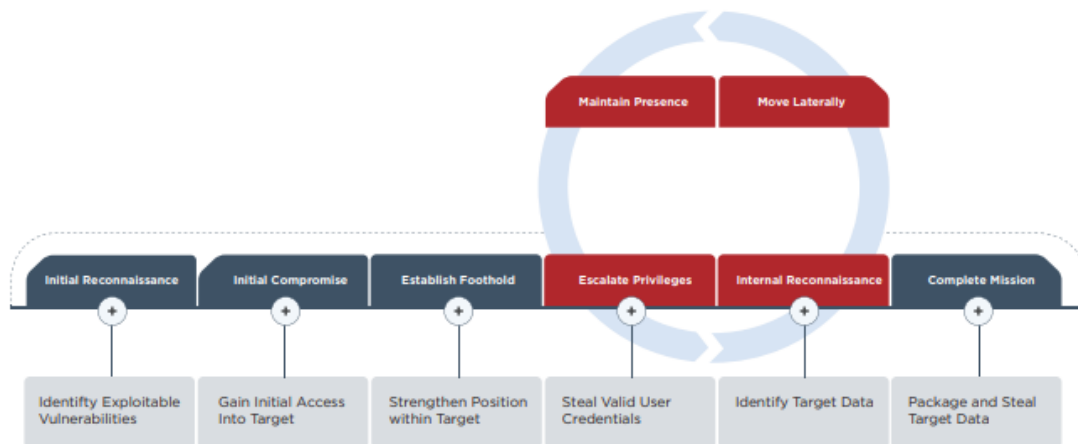 Maintain Presence
Move Laterally
Initial Reconnaissance
Initial Compromise
Establish Foothold
Escalate Privileges
Internal Reconnaissance
Complete Mission
+
+
+
+
+
+
Identifty Exploitable
Vulnerabilities
Gain Initial Access
Into Target
Strengthen Position
within Target
Steal Valid User
Credentials
Identify Target Data
Package and Steal
Target Data